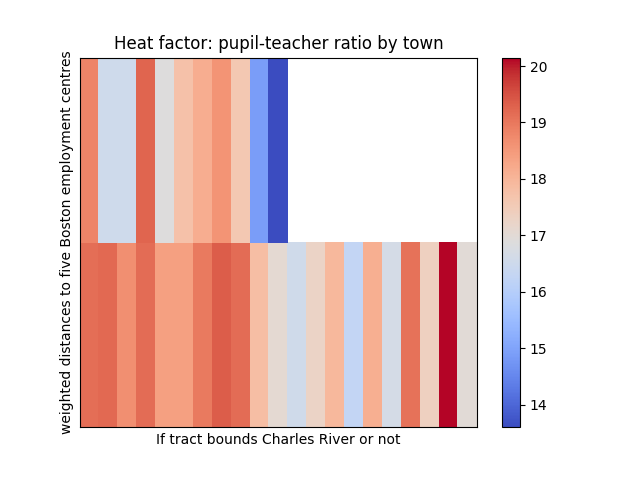 Heat factor: pupil-teacher ratio by town
weighted distances to five Boston employment centres
If tract bounds Charles River or not
20
19
18
17
16
15
14